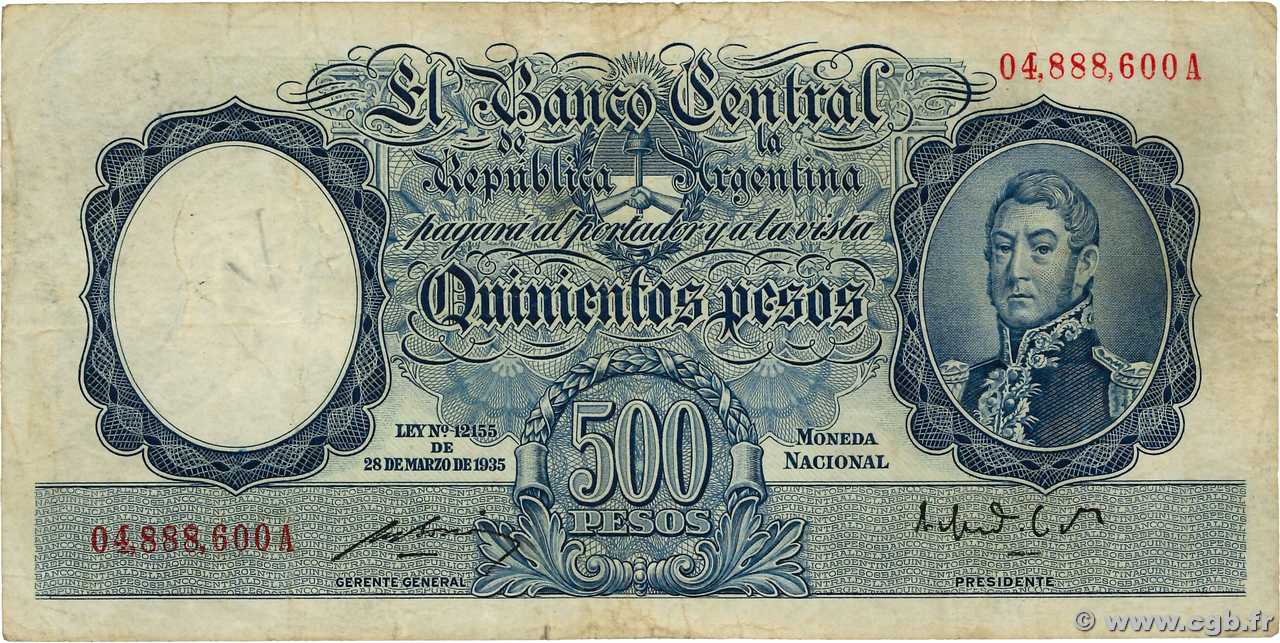 04,888,600A
El Banco Central
de la
República Argentina
pagará al portador y a la vista
Quinientos pesos
LEY Nº 12155
DE
28 DE MARZO DE 1935
500
PESOS
MONEDA
NACIONAL
04,888,600A
GERENTE GENERAL
PRESIDENTE
© www.cgb.fr